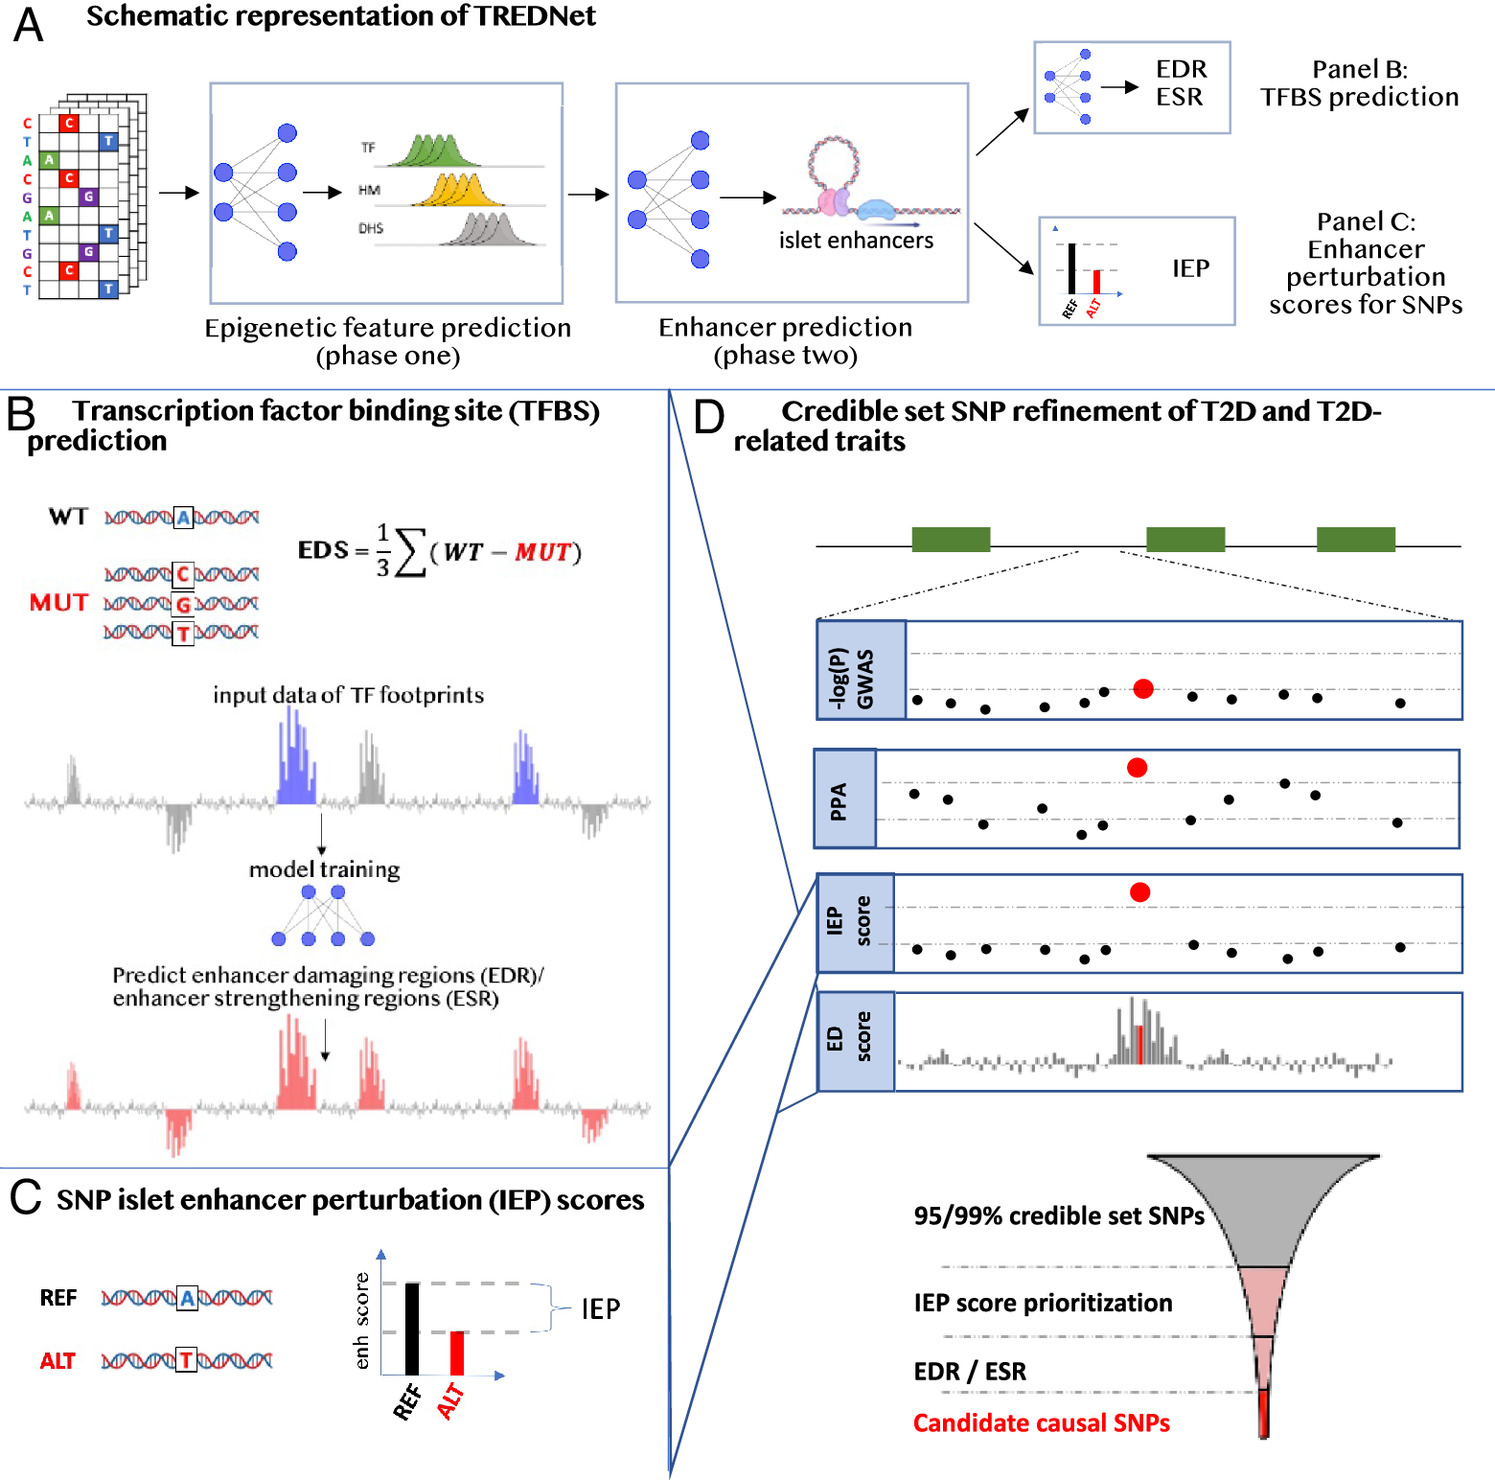 A
Schematic representation of TREDNet
C
T
A
C
G
A
T
G
C
T
C
T
A
C
G
A
T
G
C
T
TF
HM
DHS
Epigenetic feature prediction
(phase one)
islet enhancers
Enhancer prediction
(phase two)
EDR
ESR
Panel B:
TFBS prediction
REF
ALT
IEP
Panel C:
Enhancer
perturbation
scores for SNPs
B
Transcription factor binding site (TFBS)
prediction
WT
A
MUT
C
G
T
EDS = 1/3 ∑( WT − MUT)
input data of TF footprints
model training
Predict enhancer damaging regions (EDR)/
enhancer strengthening regions (ESR)
C
SNP islet enhancer perturbation (IEP) scores
REF
A
ALT
T
enh score
REF
ALT
IEP
D
Credible set SNP refinement of T2D and T2D-
related traits
-log(P)
GWAS
PPA
IEP
score
ED
score
95/99% credible set SNPs
IEP score prioritization
EDR / ESR
Candidate causal SNPs